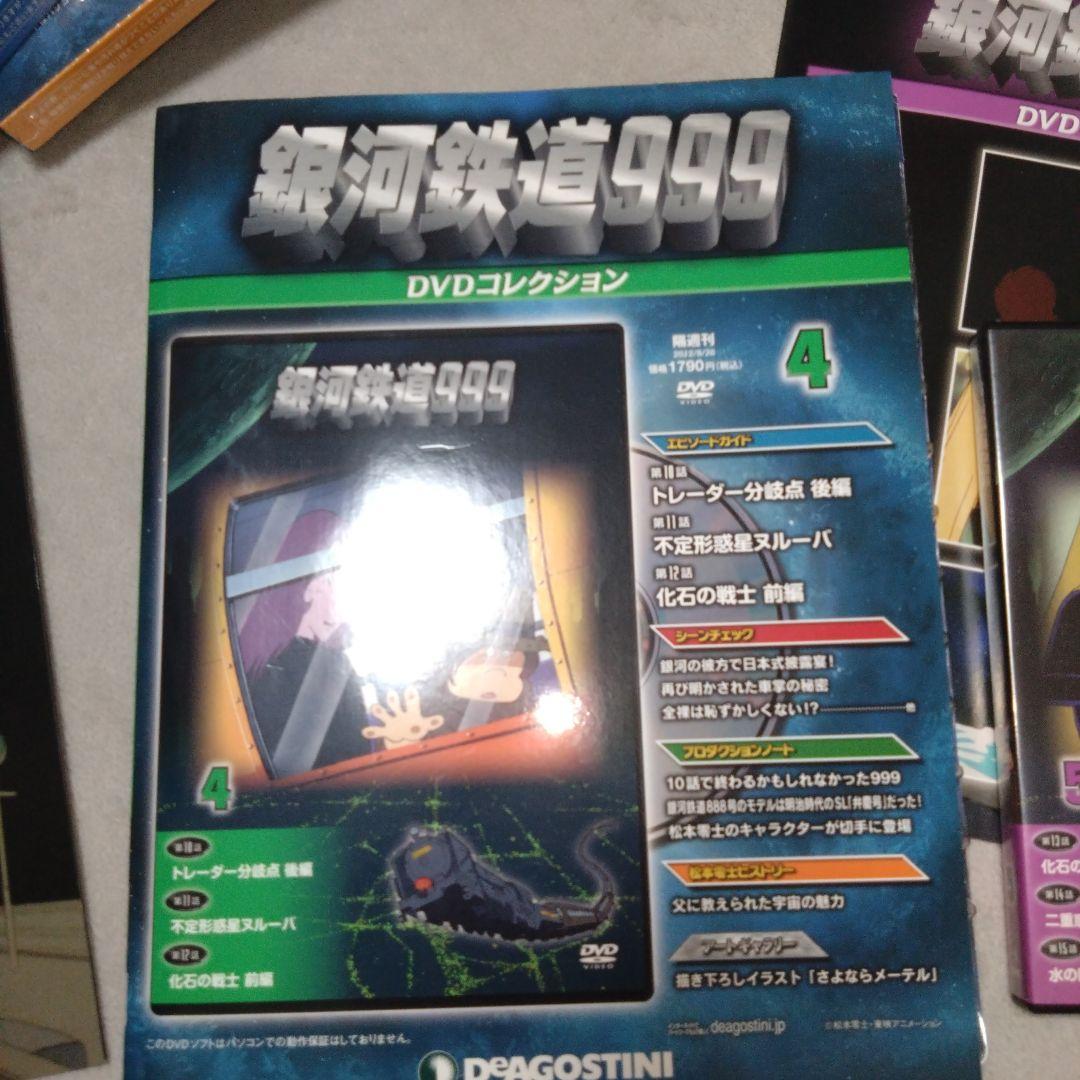 銀河鉄道999
DVDコレクション
銀河鉄道999
4
第10話
トレーダー分岐点 後編
第11話
不定形惑星ヌルーバ
第12話
化石の戦士 前編
DVD
VIDEO
隔週刊
価格1790円(税込)
DVD
VIDEO
4
エピソードガイド
第10話
トレーダー分岐点 後編
第11話
不定形惑星ヌルーバ
第12話
化石の戦士 前編
シーンチェック
銀河の彼方で日本式披露宴!
再び明かされた車掌の秘密
全裸は恥ずかしくない!?
他
プロダクションノート
10話で終わるかもしれなかった999
銀河鉄道888号のモデルは明治時代のSL「弁慶号」だった!
松本零士のキャラクターが切手に登場
松本零士ヒストリー
父に教えられた宇宙の魅力
アートギャラリー
描き下ろしイラスト「さよならメーテル」
deagostini.jp
©松本零士・東映アニメーション
このDVDソフトはパソコンでの動作保証はしておりません。
DeAGOSTINI
銀河
DVD
5
第13話
化石の
第14話
二重
第15話
水の